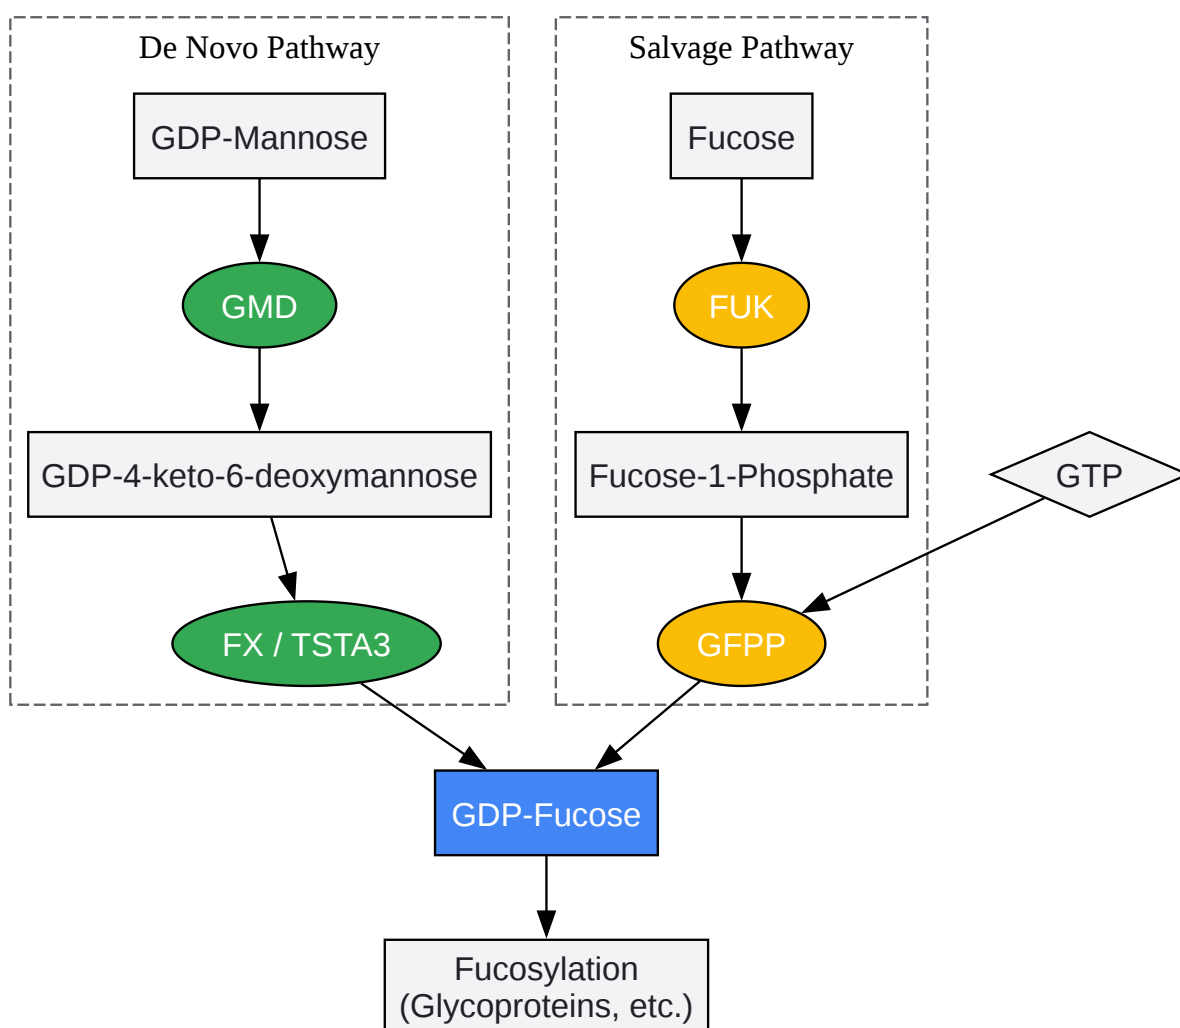 De Novo Pathway
Salvage Pathway
GDP-Mannose
Fucose
GMD
FUK
GDP-4-keto-6-deoxymannose
Fucose-1-Phosphate
GTP
FX / TSTA3
GFPP
GDP-Fucose
Fucosylation
(Glycoproteins, etc.)